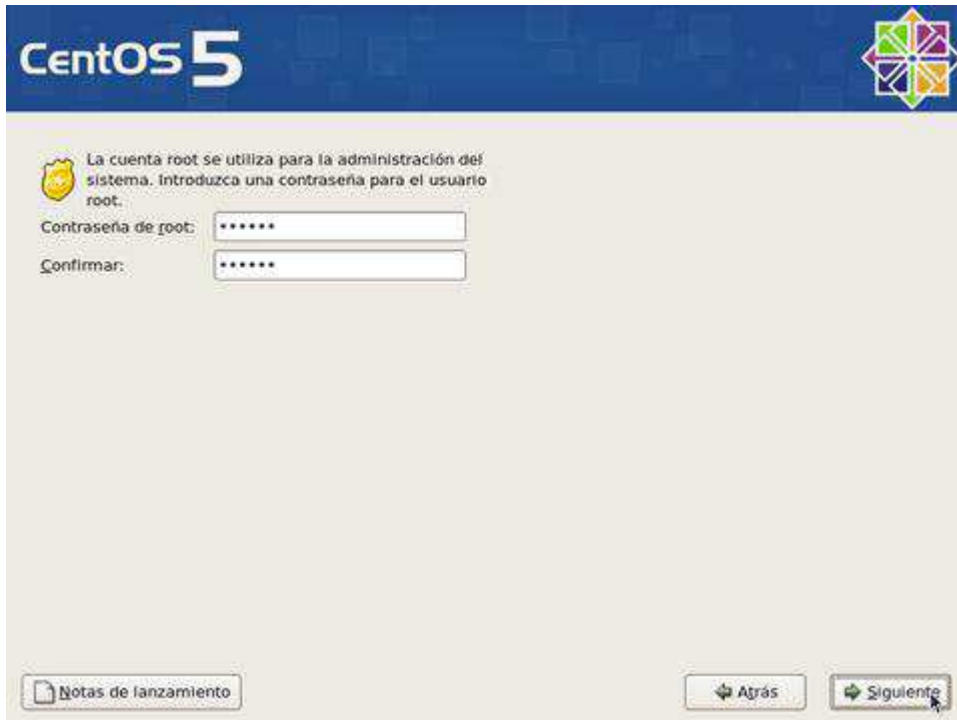 CentOS 5
La cuenta root se utiliza para la administración del
sistema. Introduzca una contraseña para el usuario
root.
Contraseña de root: ••••••
Confirmar: ••••••
Notas de lanzamiento
Atrás
Siguiente